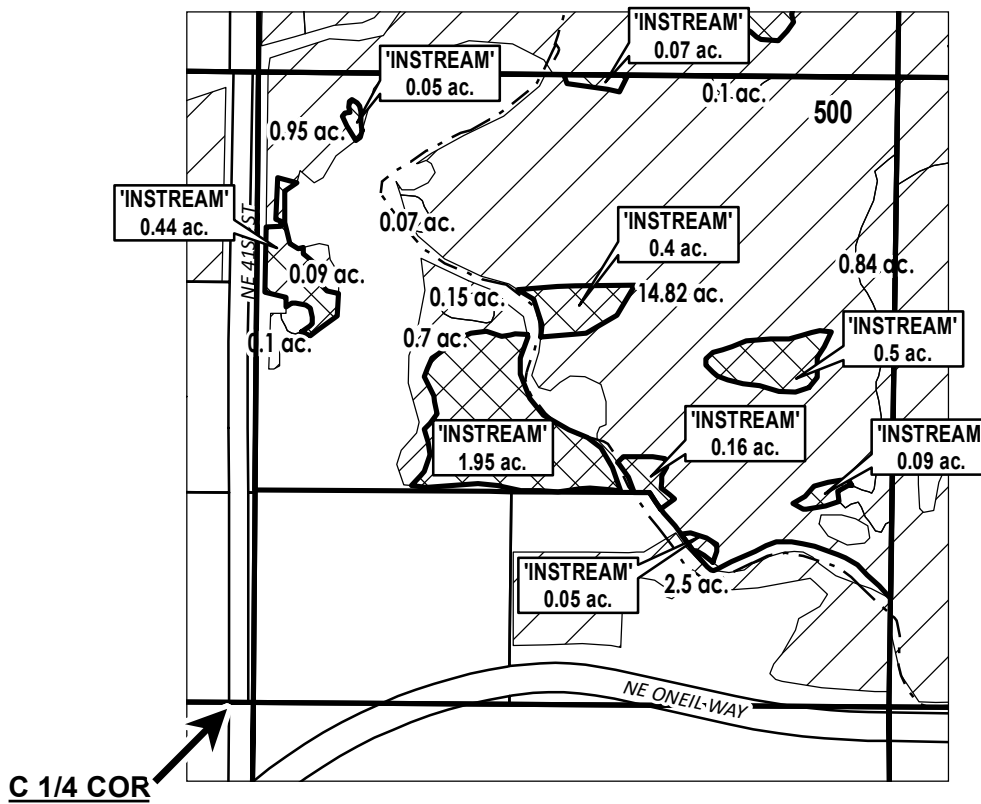 'INSTREAM'
0.07 ac.
'INSTREAM'
0.05 ac.
0.1 ac.
500
0.95 ac.
'INSTREAM'
0.44 ac.
0.07 ac.
'INSTREAM'
0.4 ac.
NE 41ST ST
0.09 ac.
0.84 ac.
0.15 ac.
14.82 ac.
0.1 ac.
0.7 ac.
'INSTREAM'
0.5 ac.
'INSTREAM'
1.95 ac.
'INSTREAM'
0.16 ac.
'INSTREAM
0.09 ac.
'INSTREAM'
0.05 ac.
2.5 ac.
NE ONEIL WAY
C 1/4 COR